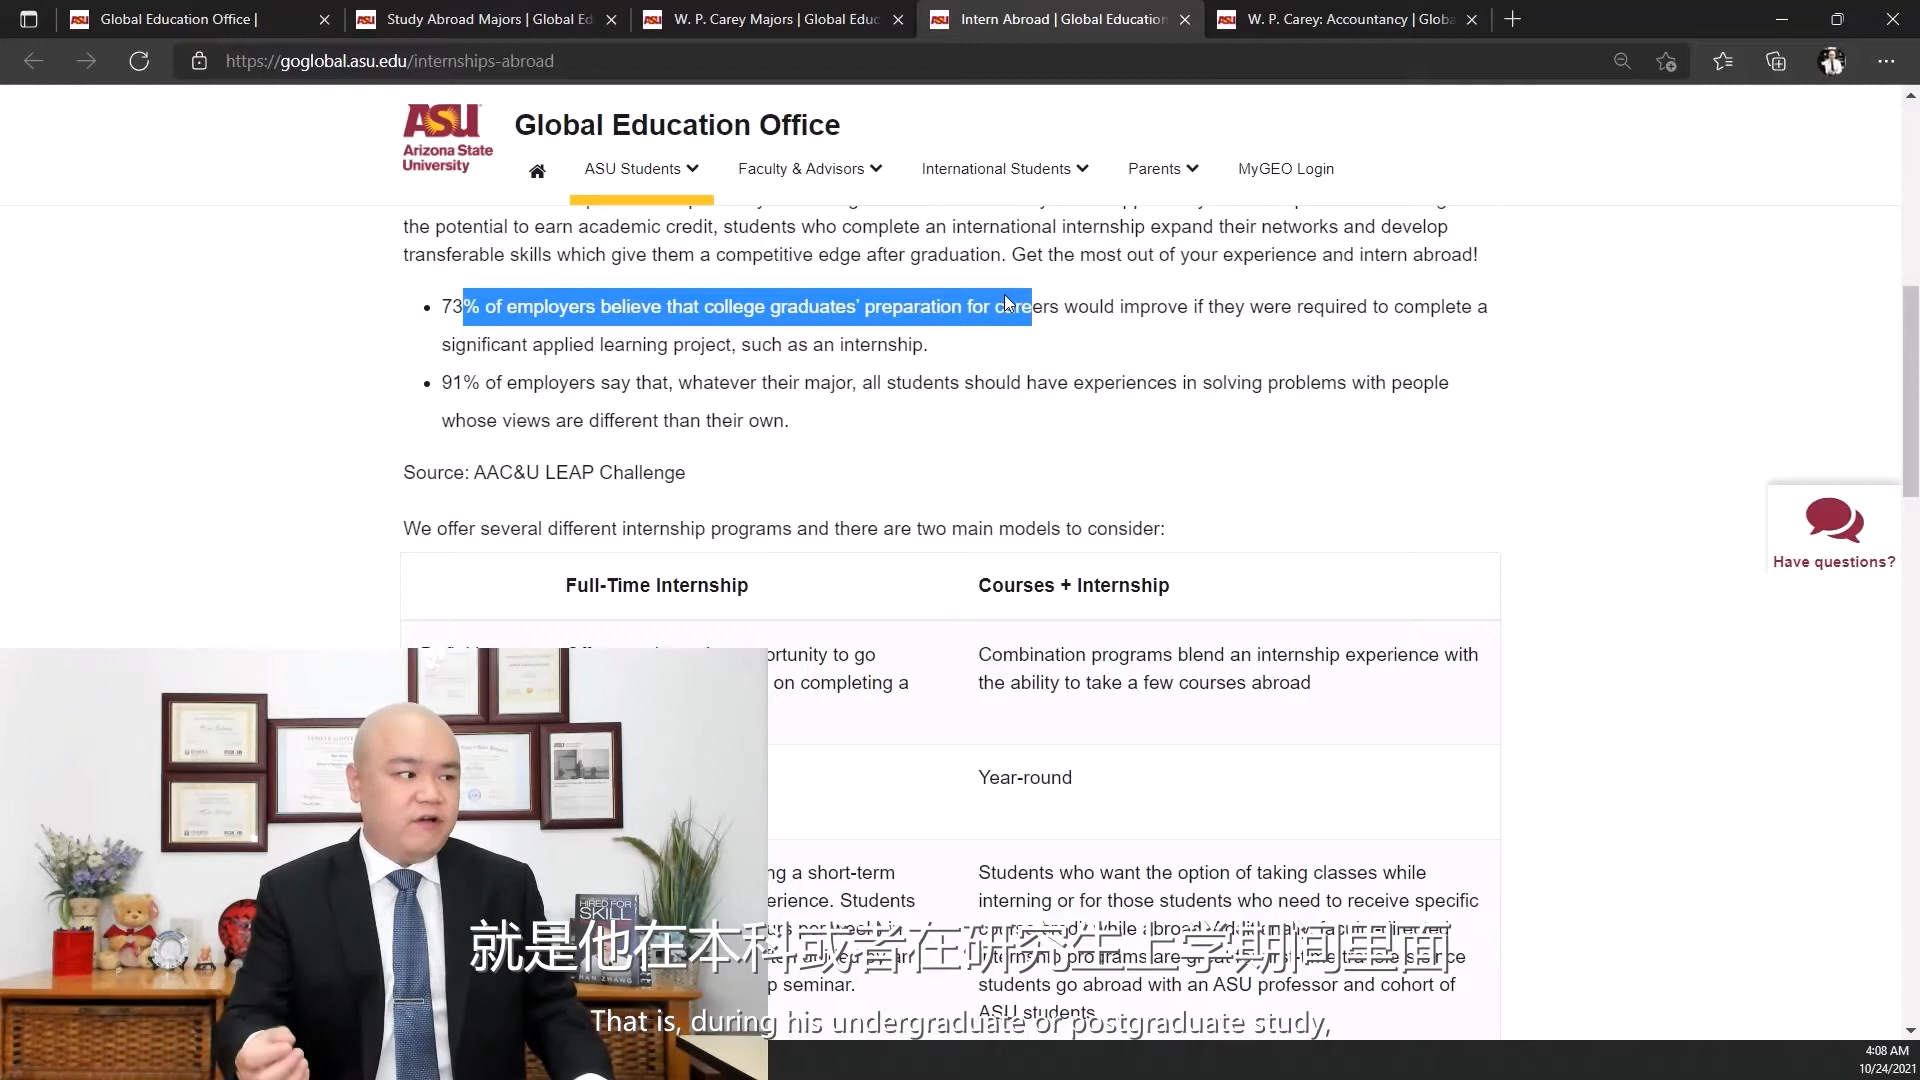 Global Education Office |
Study Abroad Majors | Global Ed
W. P. Carey Majors | Global Educ
Intern Abroad | Global Education
W. P. Carey: Accountancy | Globa
https://goglobal.asu.edu/internships-abroad
ASU
Arizona State
University
Global Education Office
ASU Students
Faculty & Advisors
International Students
Parents
MyGEO Login
the potential to earn academic credit, students who complete an international internship expand their networks and develop
transferable skills which give them a competitive edge after graduation. Get the most out of your experience and intern abroad!
• 73% of employers believe that college graduates’ preparation for careers would improve if they were required to complete a
significant applied learning project, such as an internship.
• 91% of employers say that, whatever their major, all students should have experiences in solving problems with people
whose views are different than their own.
Source: AAC&U LEAP Challenge
Have questions?
We offer several different internship programs and there are two main models to consider:
Full-Time Internship
Courses + Internship
ortunity to go
on completing a
Combination programs blend an internship experience with
the ability to take a few courses abroad
Year-round
ng a short-term
erience. Students
p seminar.
Students who want the option of taking classes while
interning or for those students who need to receive specific
students go abroad with an ASU professor and cohort of
ASU students
HIRED FOR
SKILL
RAN ZHANG
就是他在本科或者在研究生上学期间里面
That is, during his undergraduate or postgraduate study,
4:08 AM
10/24/2021